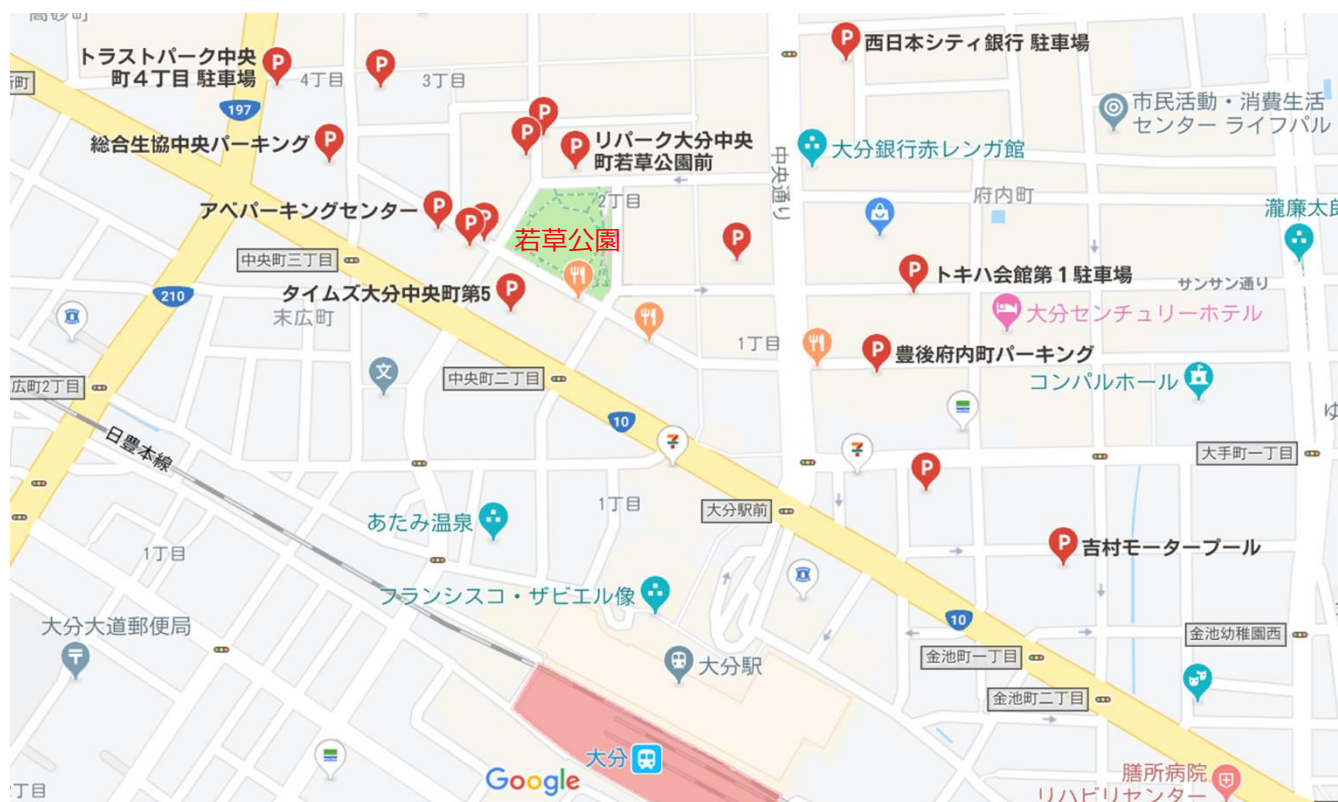 高砂町
トラストパーク中央
町4丁目 駐車場
4丁目
3丁目
西日本シティ銀行 駐車場
197
市民活動・消費生活
センター ライフパル
総合生協中央パーキング
リパーク大分中央
町若草公園前
大分銀行赤レンガ館
中央通り
府内町
2丁目
アベパーキングセンター
若草公園
瀧廉太郎
中央町三丁目
トキハ会館第1駐車場
サンサン通り
210
タイムズ大分中央町第5
末広町
大分センチュリーホテル
1丁目
豊後府内町パーキング
コンパルホール
広町2丁目
中央町二丁目
10
日豊本線
大手町一丁目
1丁目
大分駅前
あたみ温泉
1丁目
吉村モータープール
フランシスコ・ザビエル像
10
大分大道郵便局
金池幼稚園西
大分駅
金池町一丁目
金池町二丁目
大分
Google
膳所病院
リハビリセンター
丁目